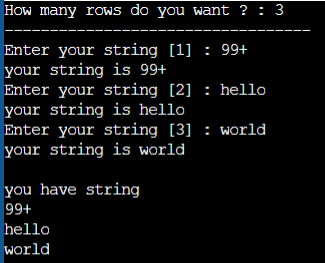 How many rows do you want ? : 3
----------------------------------
Enter your string [1] : 99+
your string is 99+
Enter your string [2] : hello
your string is hello
Enter your string [3] : world
your string is world
you have string
99+
hello
world